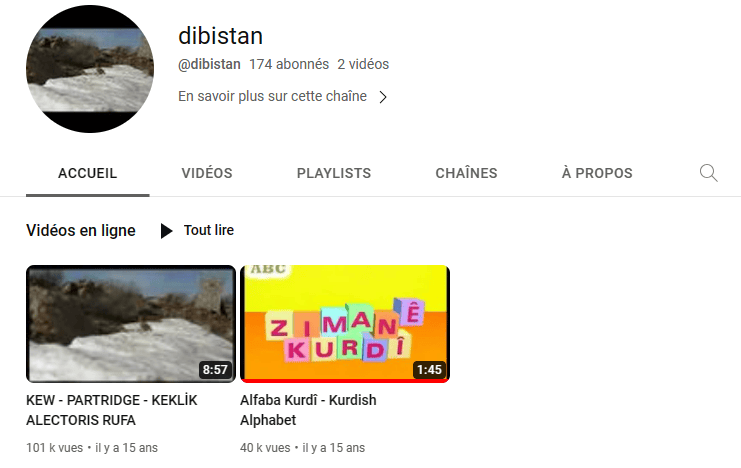 dibistan
@dibistan 174 abonnés 2 vidéos
En savoir plus sur cette chaîne
ACCUEIL VIDÉOS PLAYLISTS CHAÎNES À PROPOS
Vidéos en ligne Tout lire
ABC
ZIMANÊ
KURDÎ
8:57 1:45
KEW - PARTRIDGE - KEKLİK
ALECTORIS RUFA
101 k vues • il y a 15 ans
Alfaba Kurdî - Kurdish
Alphabet
40 k vues • il y a 15 ans